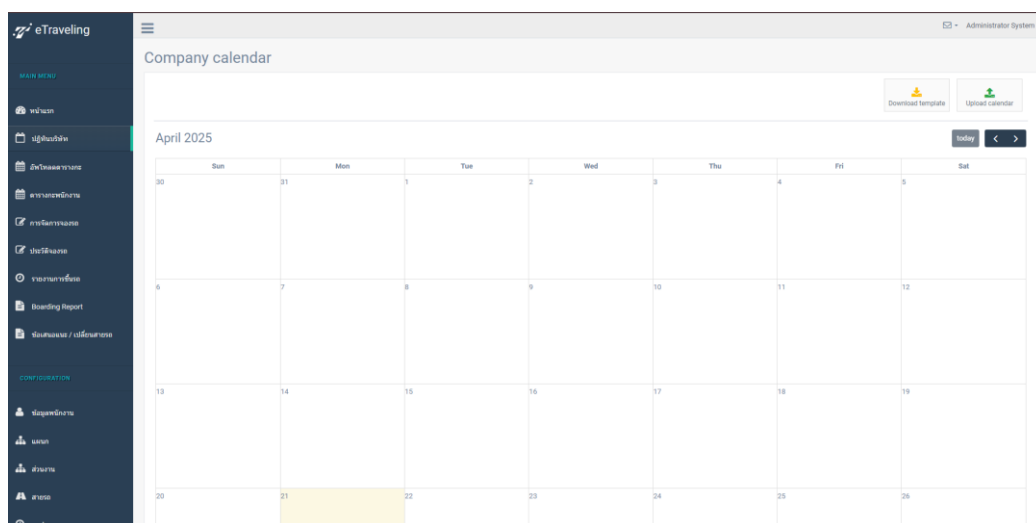 eTraveling
Administrator System
Company calendar
MAIN MENU
Download template
Upload calendar
หน้าแรก
ปฏิทินบริษัท
April 2025
today
อัพโหลดตารางกะ
Sun Mon Tue Wed Thu Fri Sat
30 31 1 2 3 4 5
ตารางกะพนักงาน
การจัดการจองรถ
ประวัติจองรถ
รายงานการขึ้นรถ
6 7 8 9 10 11 12
Boarding Report
ข้อเสนอแนะ / เปลี่ยนสายรถ
CONFIGURATION
13 14 15 16 17 18 19
ข้อมูลพนักงาน
แผนก
ส่วนงาน
สายรถ
20 21 22 23 24 25 26